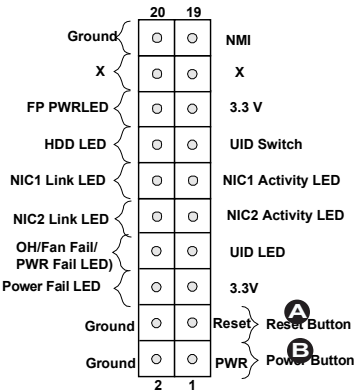 20 19
Ground NMI
X X
FP PWRLED 3.3 V
HDD LED UID Switch
NIC1 Link LED NIC1 Activity LED
NIC2 Link LED NIC2 Activity LED
OH/Fan Fail/
PWR Fail LED) UID LED
Power Fail LED 3.3V
A
Ground Reset Reset Button
B
Ground PWR Power Button
2 1